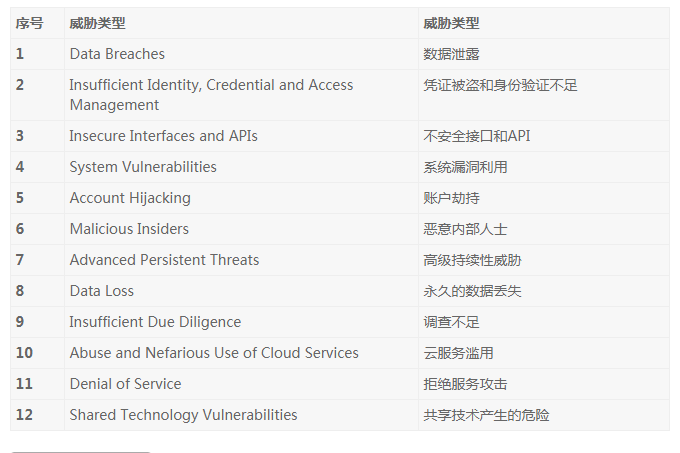 序号 威胁类型 威胁类型
1 Data Breaches 数据泄露
2 Insufficient Identity, Credential and Access 凭证被盗和身份验证不足
Management
3 Insecure Interfaces and APIs 不安全接口和API
4 System Vulnerabilities 系统漏洞利用
5 Account Hijacking 账户劫持
6 Malicious Insiders 恶意内部人士
7 Advanced Persistent Threats 高级持续性威胁
8 Data Loss 永久的数据丢失
9 Insufficient Due Diligence 调查不足
10 Abuse and Nefarious Use of Cloud Services 云服务滥用
11 Denial of Service 拒绝服务攻击
12 Shared Technology Vulnerabilities 共享技术产生的危险